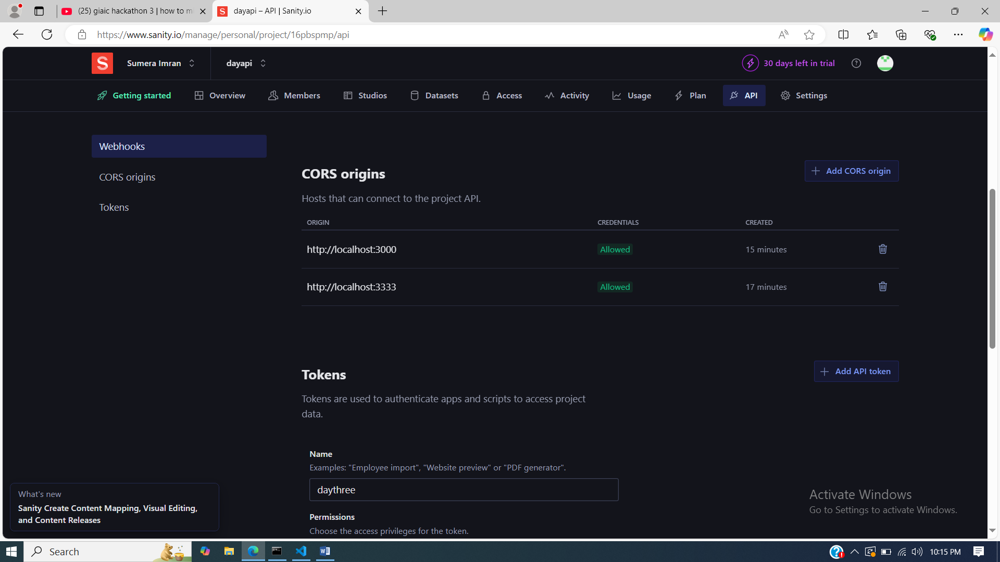 (25) giaic hackathon 3 | how to mi
dayapi – API | Sanity.io
https://www.sanity.io/manage/personal/project/16pbspmp/api
S
Sumera Imran
dayapi
30 days left in trial
Getting started
Overview
Members
Studios
Datasets
Access
Activity
Usage
Plan
API
Settings
Webhooks
CORS origins
Tokens
CORS origins
Add CORS origin
Hosts that can connect to the project API.
ORIGIN
CREDENTIALS
CREATED
http://localhost:3000
Allowed
15 minutes
http://localhost:3333
Allowed
17 minutes
Tokens
Add API token
Tokens are used to authenticate apps and scripts to access project
data.
Name
Examples: "Employee import", "Website preview" or "PDF generator".
daythree
Permissions
Choose the access privileges for the token.
What's new
Sanity Create Content Mapping, Visual Editing,
and Content Releases
Activate Windows
Go to Settings to activate Windows.
Search
10:15 PM